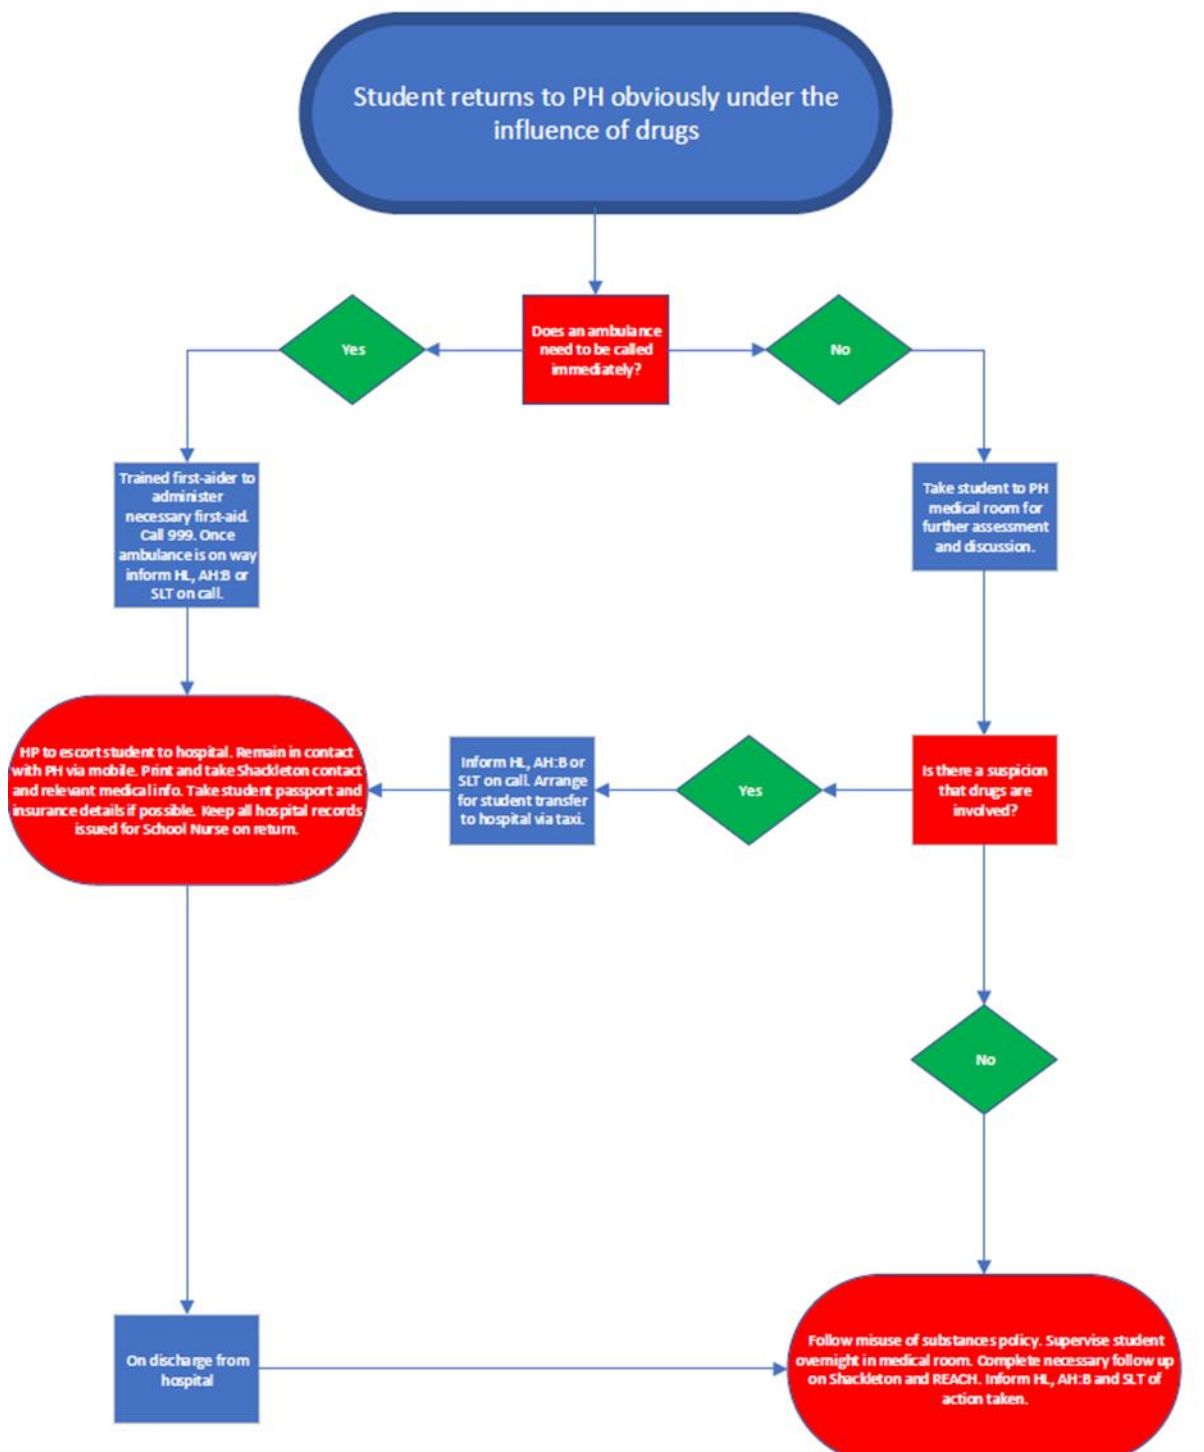 Student returns to PH obviously under the
influence of drugs
Yes
Does an ambulance
need to be called
immediately?
No
Trained first-aider to
administer
necessary first-aid.
Call 999. Once
ambulance is on way
inform HL, AH:B or
SLT on call.
Take student to PH
medical room for
further assessment
and discussion.
HP to escort student to hospital. Remain in contact
with PH via mobile. Print and take Shackleton contact
and relevant medical info. Take student passport and
insurance details if possible. Keep all hospital records
issued for School Nurse on return.
Inform HL, AH:B or
SLT on call. Arrange
for student transfer
to hospital via taxi.
Yes
Is there a suspicion
that drugs are
involved?
No
On discharge from
hospital
Follow misuse of substances policy. Supervise student
overnight in medical room. Complete necessary follow up
on Shackleton and REACH. Inform HL, AH:B and SLT of
action taken.